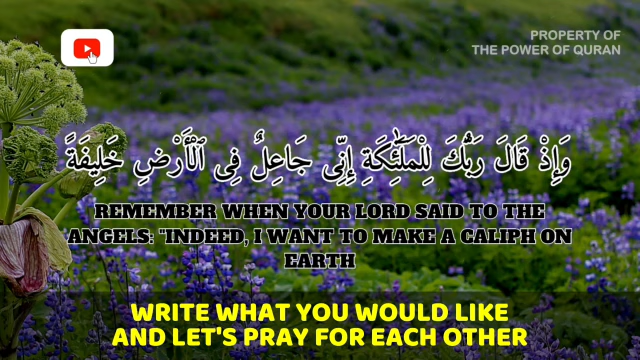 PROPERTY OF
THE POWER OF QURAN
وَإِذْ قَالَ رَبُّكَ لِلْمَلَٰٓئِكَةِ إِنِّى جَاعِلٌ فِى ٱلْأَرْضِ خَلِيفَةً
REMEMBER WHEN YOUR LORD SAID TO THE
ANGELS: "INDEED, I WANT TO MAKE A CALIPH ON
EARTH
WRITE WHAT YOU WOULD LIKE
AND LET'S PRAY FOR EACH OTHER